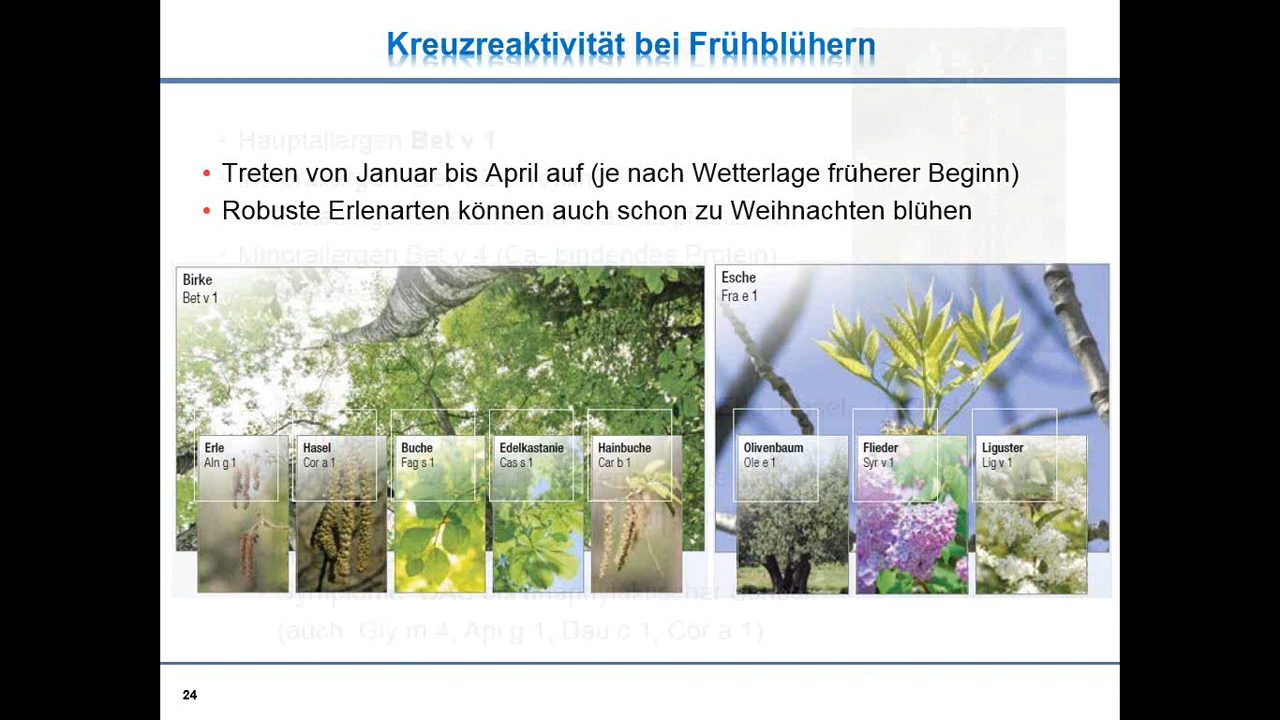 Kreuzreaktivität bei Frühblühern
Hauptallergen Bet v 1
• Treten von Januar bis April auf (je nach Wetterlage früherer Beginn)
• Robuste Erlenarten können auch schon zu Weihnachten blühen
Minorallergen Bet v 4 (Ca- bindendes Protein)
Birke
Bet v 1
Esche
Fra e 1
Erle
Aln g 1
Hasel
Cor a 1
Buche
Fag s 1
Edelkastanie
Cas s 1
Hainbuche
Car b 1
Olivenbaum
Ole e 1
Flieder
Syr v 1
Liguster
Lig v 1
(auch Gly m 4, Api g 1, Dau c 1, Cor a 1)
24